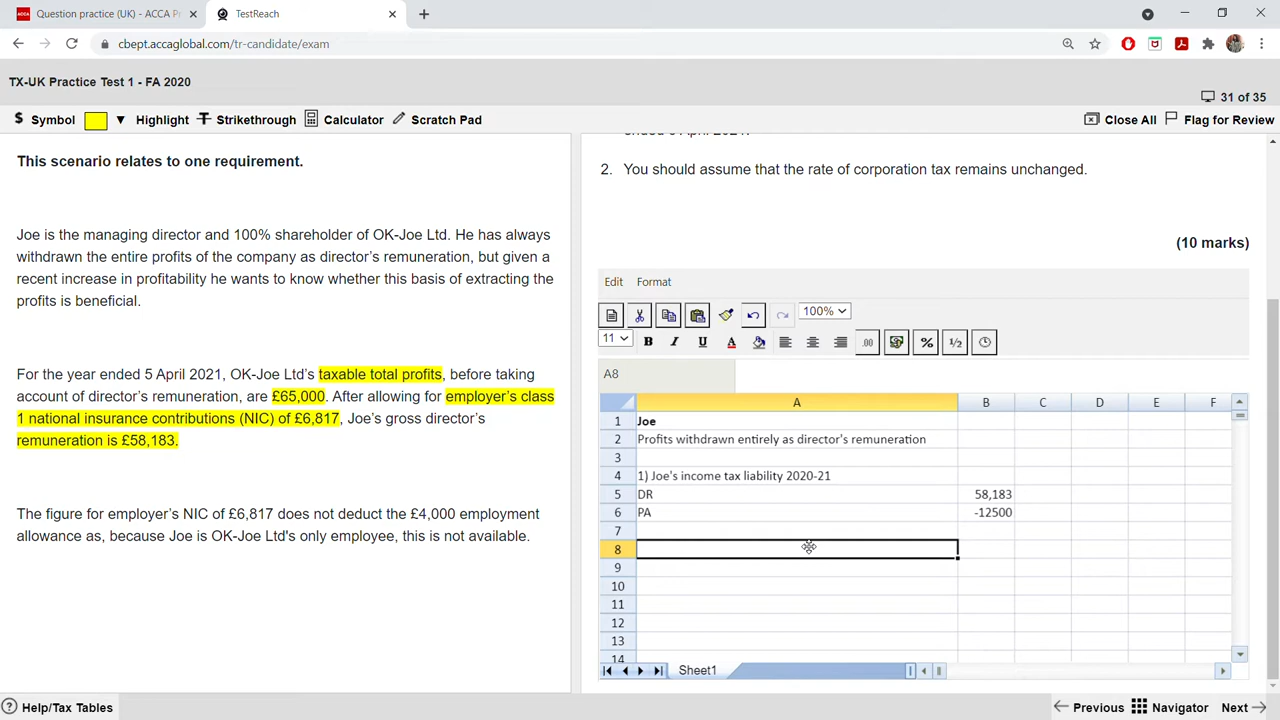 Question practice (UK) - ACCA Pr
TestReach
cbept.accaglobal.com/tr-candidate/exam
TX-UK Practice Test 1 - FA 2020
31 of 35
$ Symbol
Highlight
Strikethrough
Calculator
Scratch Pad
Close All
Flag for Review
This scenario relates to one requirement.
Joe is the managing director and 100% shareholder of OK-Joe Ltd. He has always
withdrawn the entire profits of the company as director's remuneration, but given a
recent increase in profitability he wants to know whether this basis of extracting the
profits is beneficial.
For the year ended 5 April 2021, OK-Joe Ltd's taxable total profits, before taking
account of director's remuneration, are £65,000. After allowing for employer's class
1 national insurance contributions (NIC) of £6,817, Joe's gross director's
remuneration is £58,183.
The figure for employer's NIC of £6,817 does not deduct the £4,000 employment
allowance as, because Joe is OK-Joe Ltd's only employee, this is not available.
2. You should assume that the rate of corporation tax remains unchanged.
(10 marks)
Edit Format
100%
11 B I U A .00 % 1/2
A8
A B C D E F
1 Joe
2 Profits withdrawn entirely as director's remuneration
3
4 1) Joe's income tax liability 2020-21
5 DR 58,183
6 PA -12500
7
8
9
10
11
12
13
14
Sheet1
Help/Tax Tables
Previous
Navigator
Next